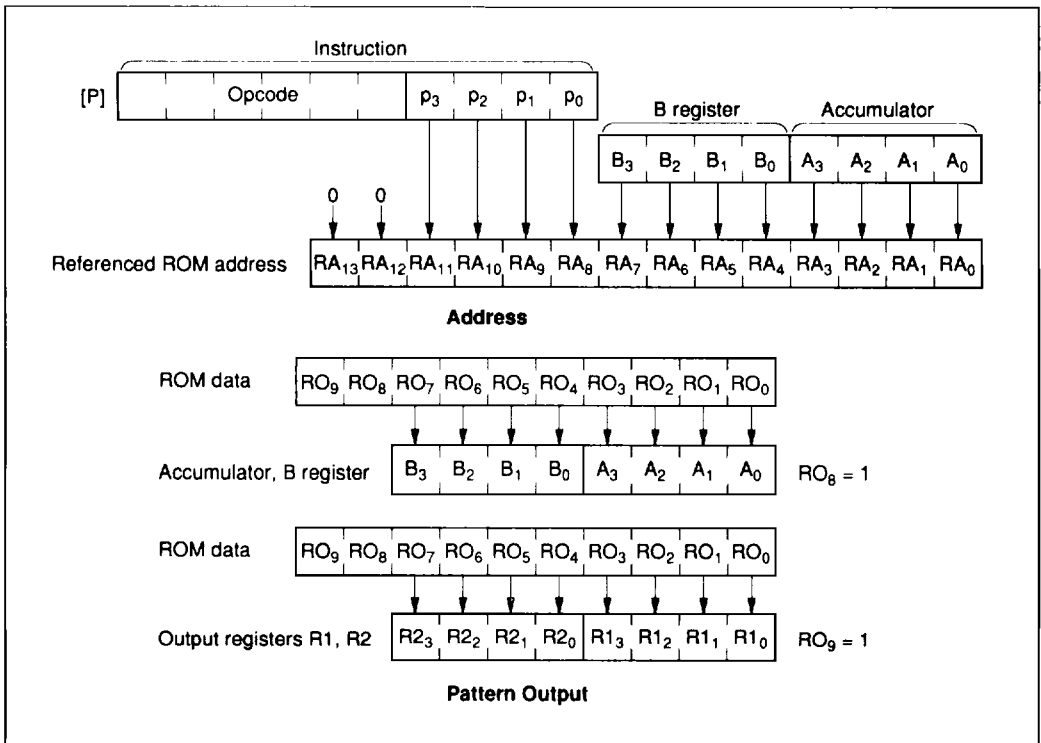 Instruction
[P] Opcode p₃ p₂ p₁ p₀
B register Accumulator
B₃ B₂ B₁ B₀ A₃ A₂ A₁ A₀
0 0
Referenced ROM address RA₁₃ RA₁₂ RA₁₁ RA₁₀ RA₉ RA₈ RA₇ RA₆ RA₅ RA₄ RA₃ RA₂ RA₁ RA₀
Address
ROM data RO₉ RO₈ RO₇ RO₆ RO₅ RO₄ RO₃ RO₂ RO₁ RO₀
Accumulator, B register B₃ B₂ B₁ B₀ A₃ A₂ A₁ A₀ RO₈ = 1
ROM data RO₉ RO₈ RO₇ RO₆ RO₅ RO₄ RO₃ RO₂ RO₁ RO₀
Output registers R1, R2 R2₃ R2₂ R2₁ R2₀ R1₃ R1₂ R1₁ R1₀ RO₉ = 1
Pattern Output